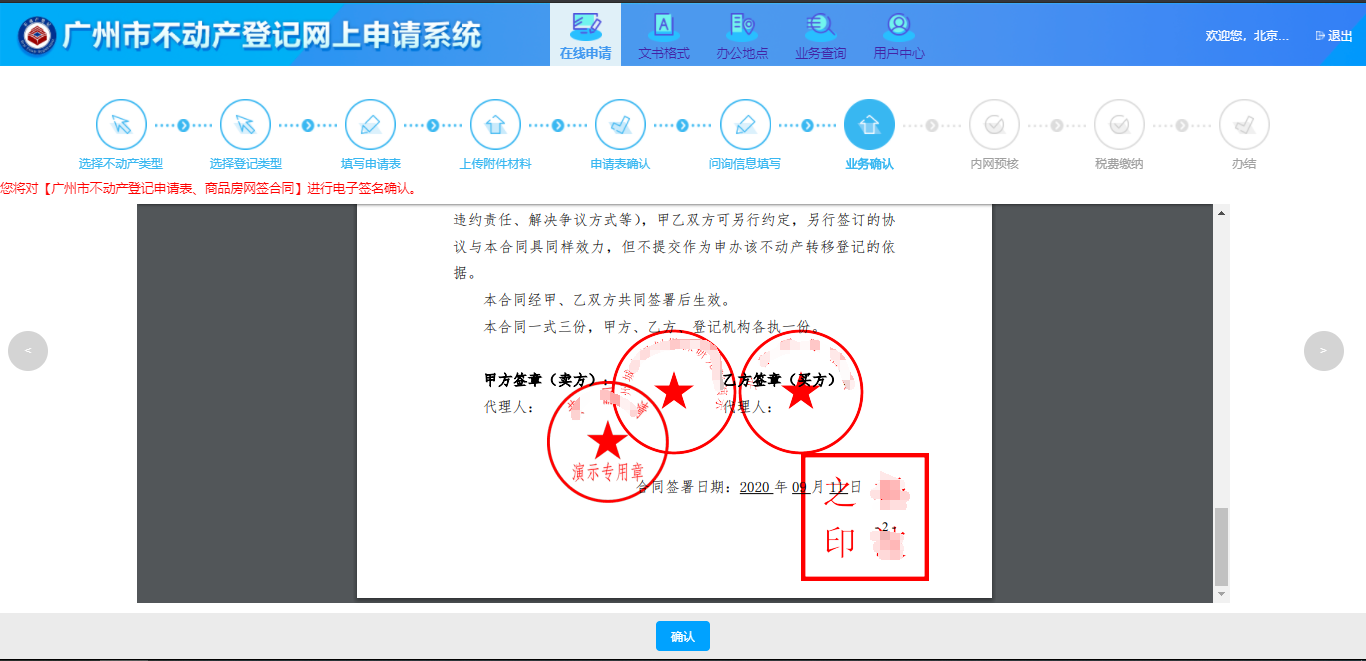 广州市不动产登记网上申请系统
在线申请 文书格式 办公地点 业务查询 用户中心
欢迎您，北京... 退出
选择不动产类型 选择登记类型 填写申请表 上传附件材料 申请表确认 问询信息填写 业务确认 内网预核 税费缴纳 办结
您将对【广州市不动产登记申请表、商品房网签合同】进行电子签名确认。
违约责任、解决争议方式等），甲乙双方可另行约定，另行签订的协
议与本合同具同样效力，但不提交作为申办该不动产转移登记的依
据。
本合同经甲、乙双方共同签署后生效。
本合同一式三份，甲方、乙方、登记机构各执一份。
< >
甲方签章（卖方）： 乙方签章（买方）
代理人： 代理人：
演示专用章
合同签署日期：2020 年 09 月 11 日
之
2
印
确认